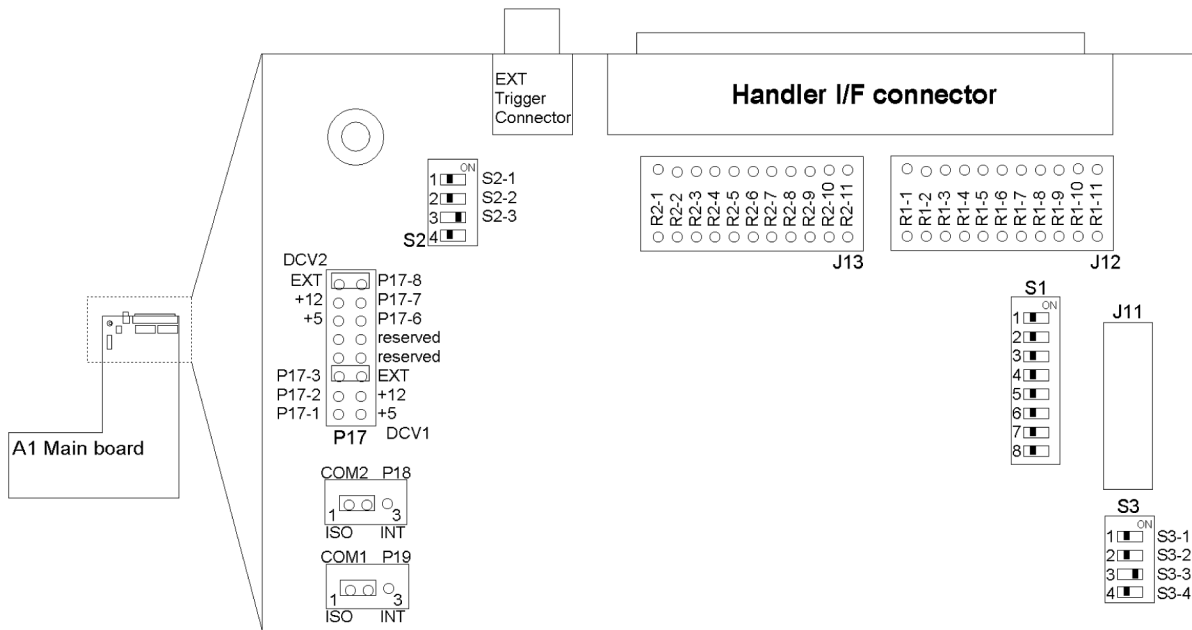 EXT
Trigger
Connector
Handler I/F connector
ON
1 S2-1
2 S2-2
3 S2-3
4
S2
R2-1 R2-2 R2-3 R2-4 R2-5 R2-6 R2-7 R2-8 R2-9 R2-10 R2-11
J13
R1-1 R1-2 R1-3 R1-4 R1-5 R1-6 R1-7 R1-8 R1-9 R1-10 R1-11
J12
DCV2
EXT P17-8
+12 P17-7
+5 P17-6
reserved
reserved
P17-3 EXT
P17-2 +12
P17-1 +5
P17 DCV1
A1 Main board
S1
ON
1
2
3
4
5
6
7
8
J11
COM2 P18
1 3
ISO INT
COM1 P19
1 3
ISO INT
S3
ON
1 S3-1
2 S3-2
3 S3-3
4 S3-4